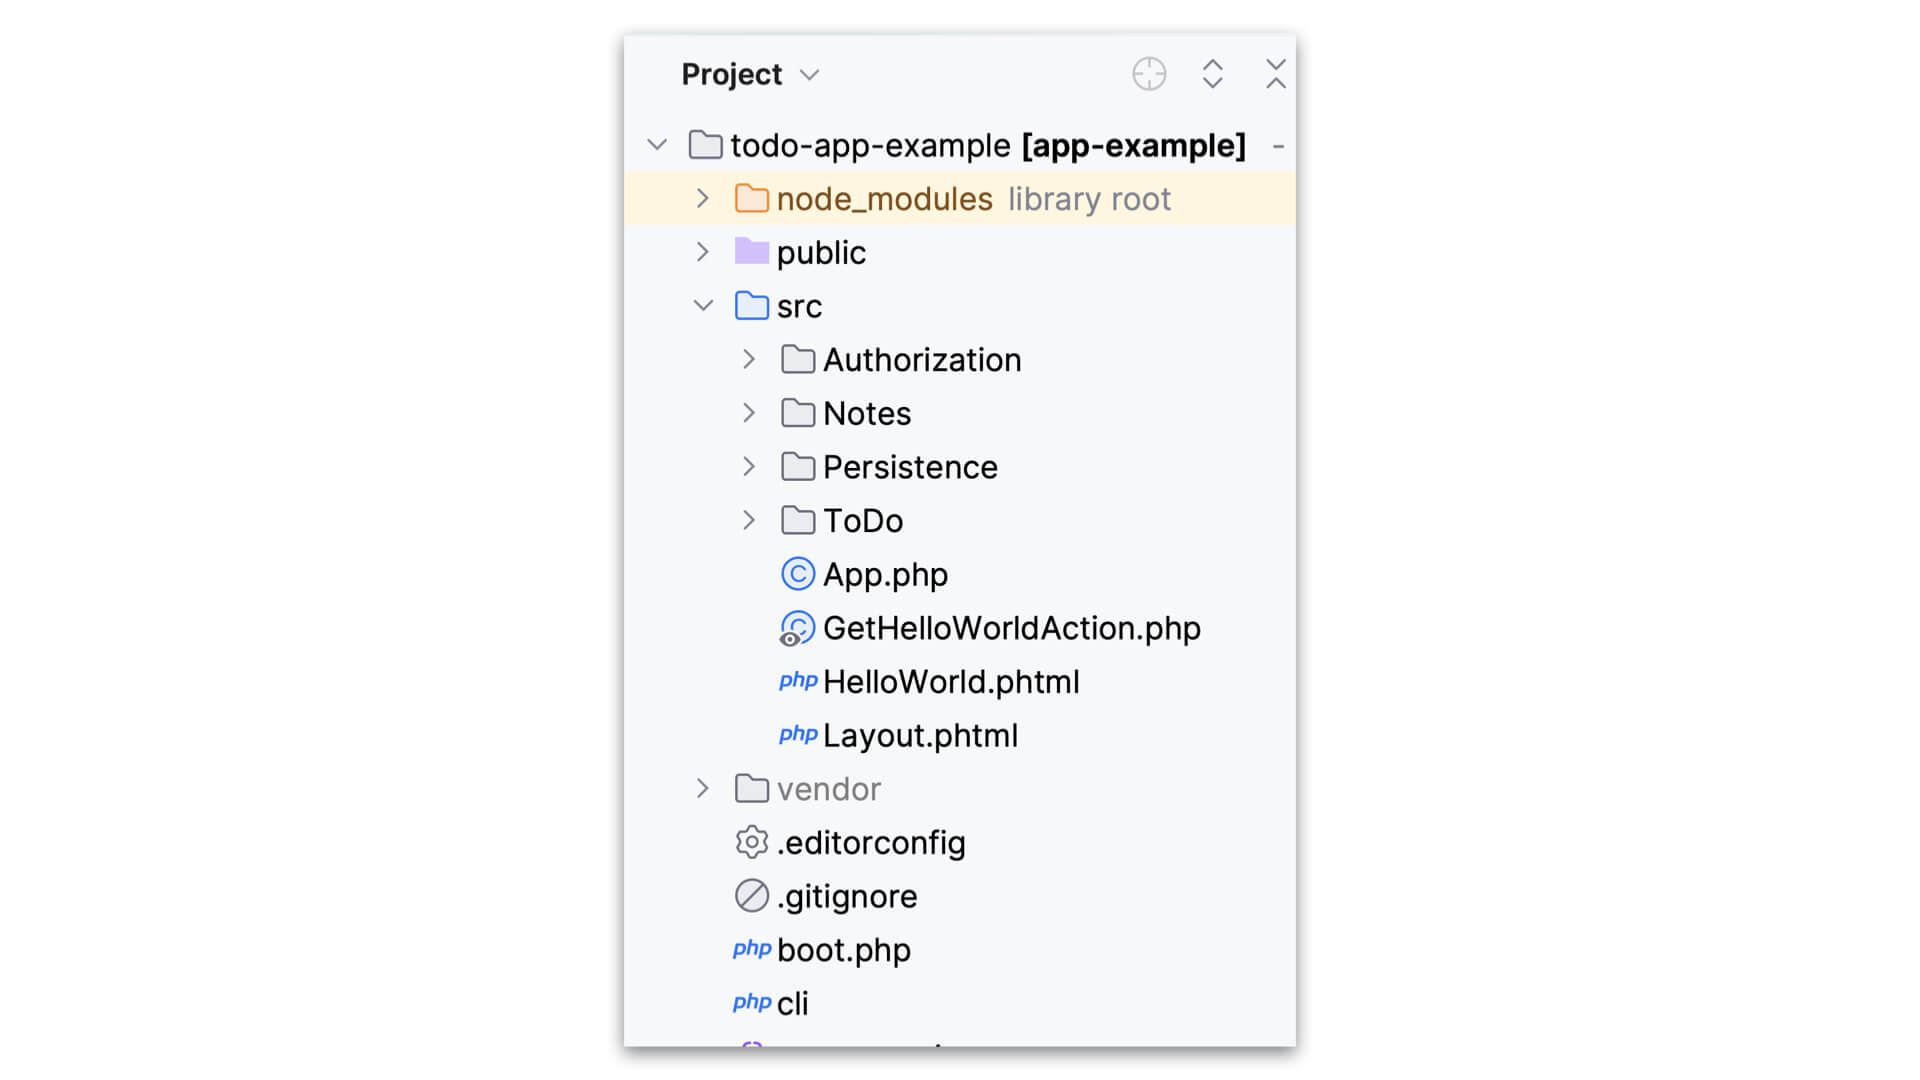 Project
todo-app-example [app-example] -
node_modules library root
public
src
Authorization
Notes
Persistence
ToDo
App.php
GetHelloWorldAction.php
php HelloWorld.phtml
php Layout.phtml
vendor
.editorconfig
.gitignore
php boot.php
php cli